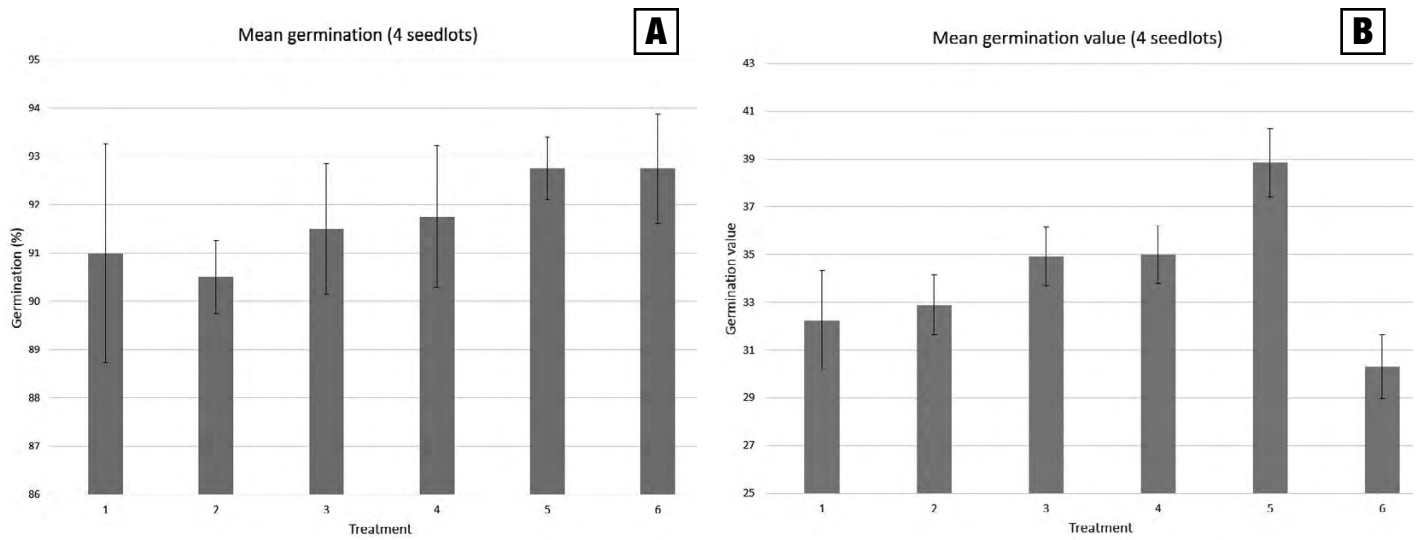 Mean germination (4 seedlots)
A
95
94
93
92
91
90
89
88
87
86
Germination (%)
1 2 3 4 5 6
Treatment
Mean germination value (4 seedlots)
B
43
41
39
37
35
33
31
29
27
25
Germination value
1 2 3 4 5 6
Treatment